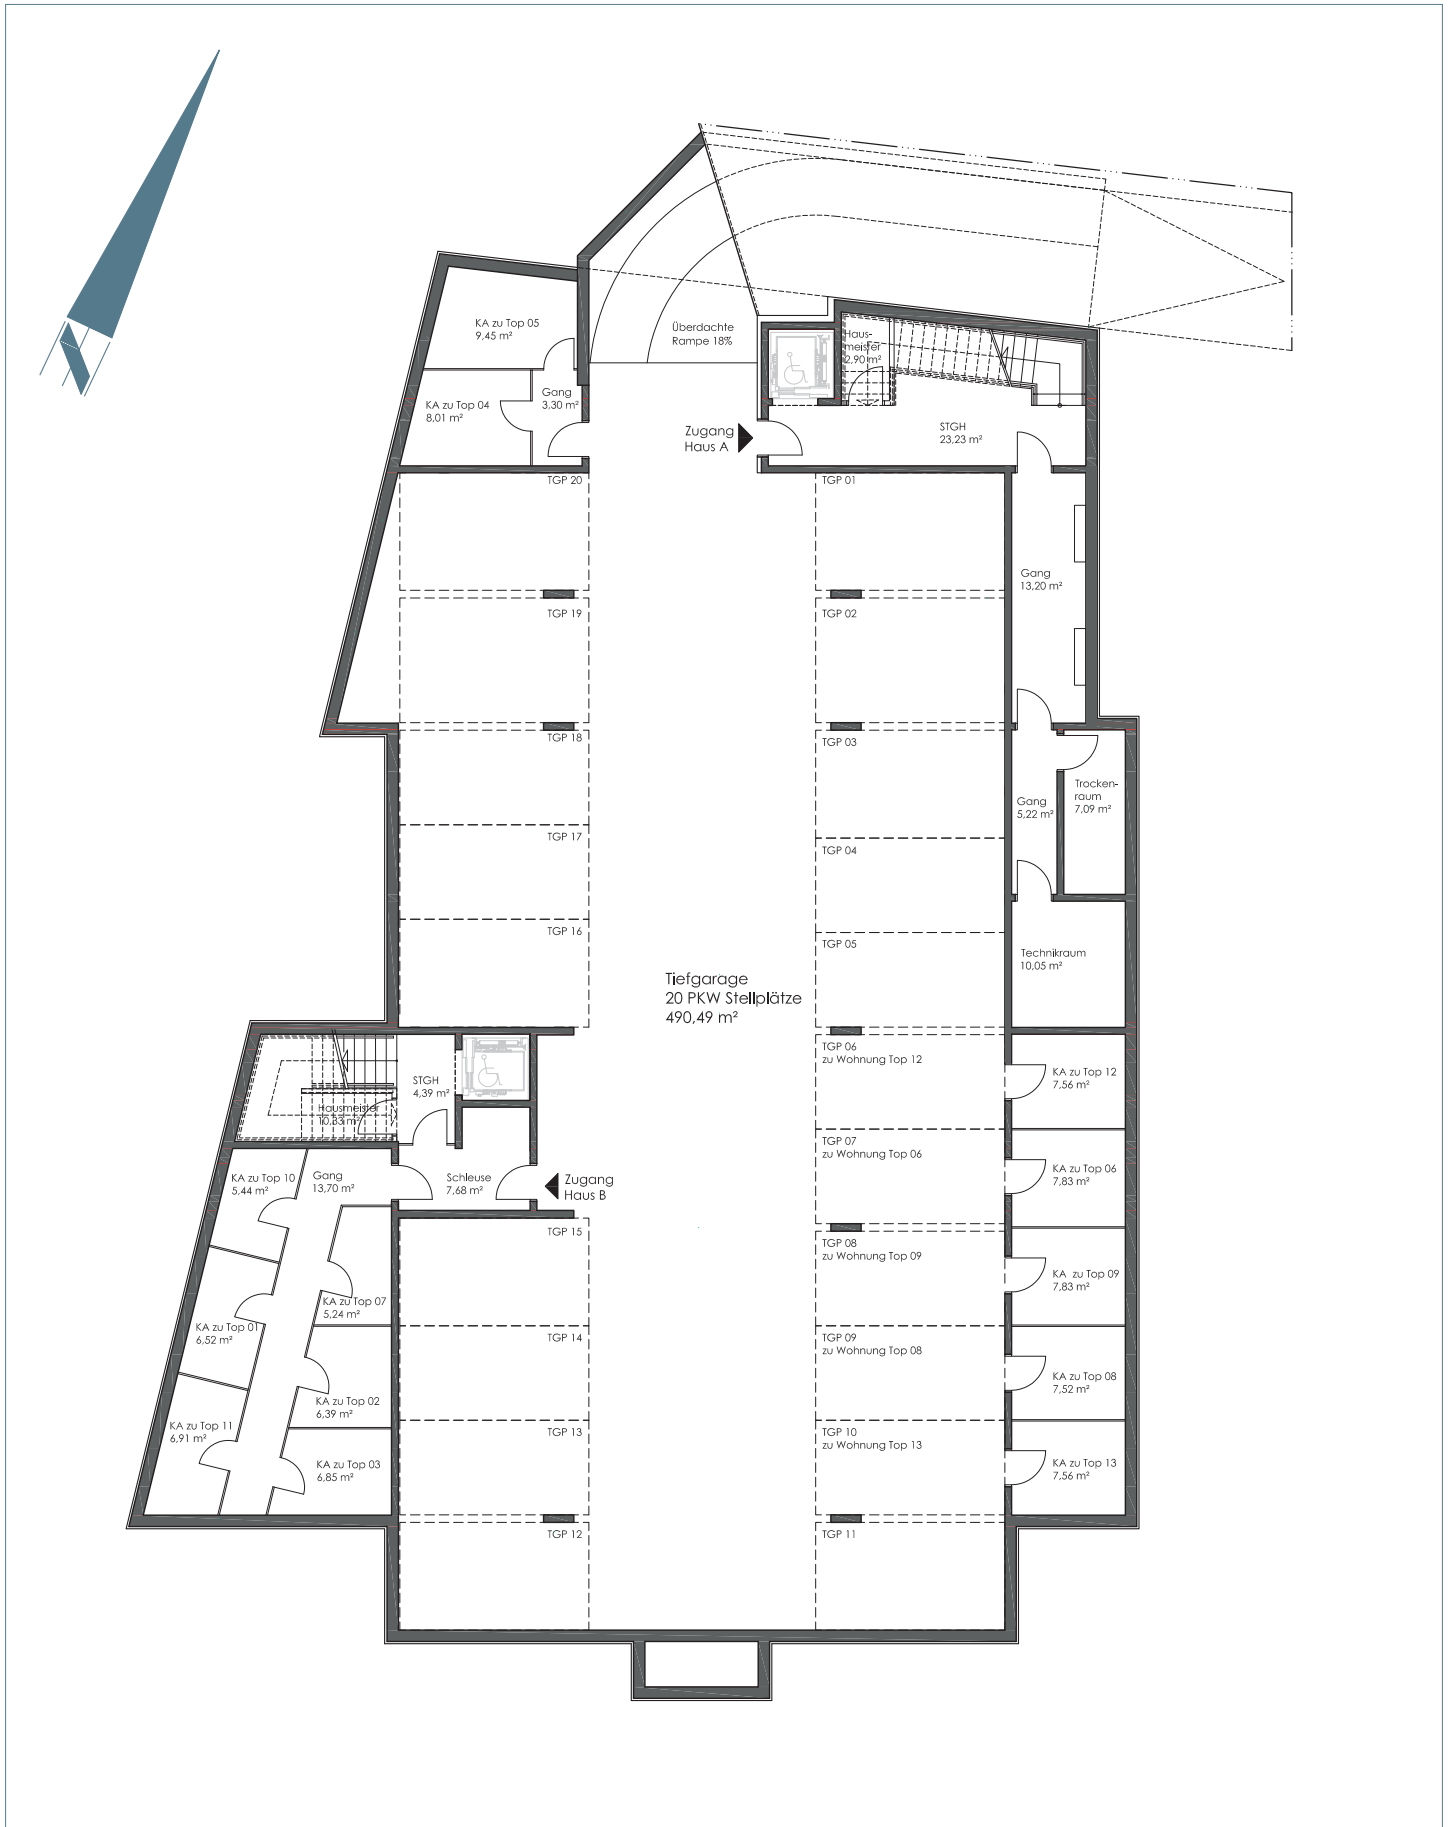 KA zu Top 05
9,45 m²
Überdachte
Rampe 18%
Haus-
meister
2,90 m²
KA zu Top 04
8,01 m²
Gang
3,30 m²
Zugang
Haus A
STGH
23,23 m²
TGP 20
TGP 01
Gang
13,20 m²
TGP 19
TGP 02
TGP 18
TGP 03
Trocken-
raum
7,09 m²
Gang
5,22 m²
TGP 17
TGP 04
TGP 16
TGP 05
Technikraum
10,05 m²
Tiefgarage
20 PKW Stellplätze
490,49 m²
TGP 06
zu Wohnung Top 12
KA zu Top 12
7,56 m²
STGH
4,39 m²
Hausmeister
10,33 m²
TGP 07
zu Wohnung Top 06
KA zu Top 06
7,83 m²
KA zu Top 10
5,44 m²
Gang
13,70 m²
Schleuse
7,68 m²
Zugang
Haus B
TGP 15
TGP 08
zu Wohnung Top 09
KA zu Top 09
7,83 m²
KA zu Top 07
5,24 m²
KA zu Top 01
6,52 m²
TGP 14
TGP 09
zu Wohnung Top 08
KA zu Top 08
7,52 m²
KA zu Top 02
6,39 m²
KA zu Top 11
6,91 m²
TGP 13
TGP 10
zu Wohnung Top 13
KA zu Top 03
6,85 m²
KA zu Top 13
7,56 m²
TGP 12
TGP 11